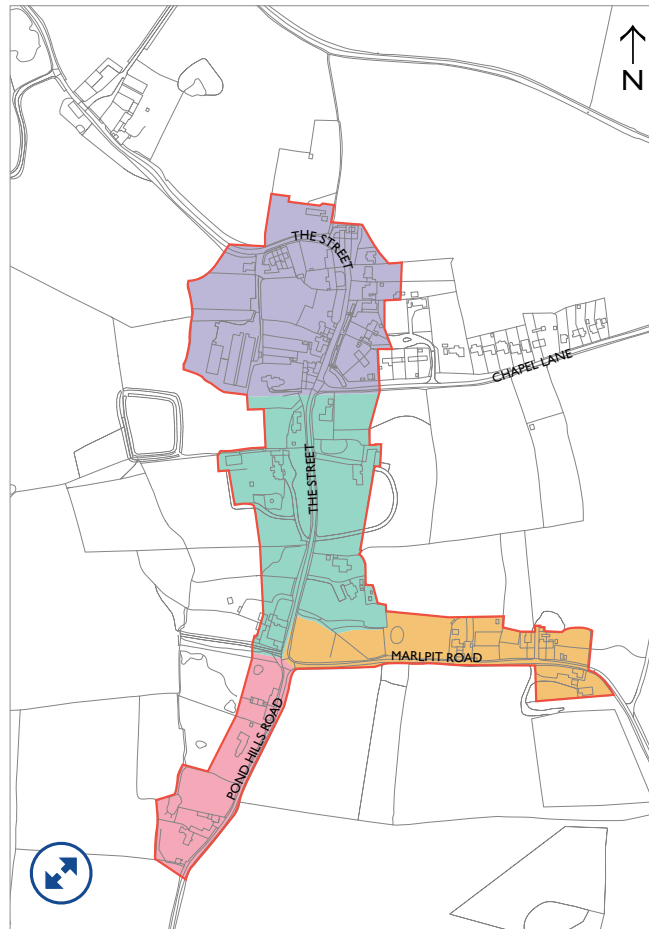 N
THE STREET
CHAPEL LANE
THE STREET
MARLPIT ROAD
POND HILLS ROAD